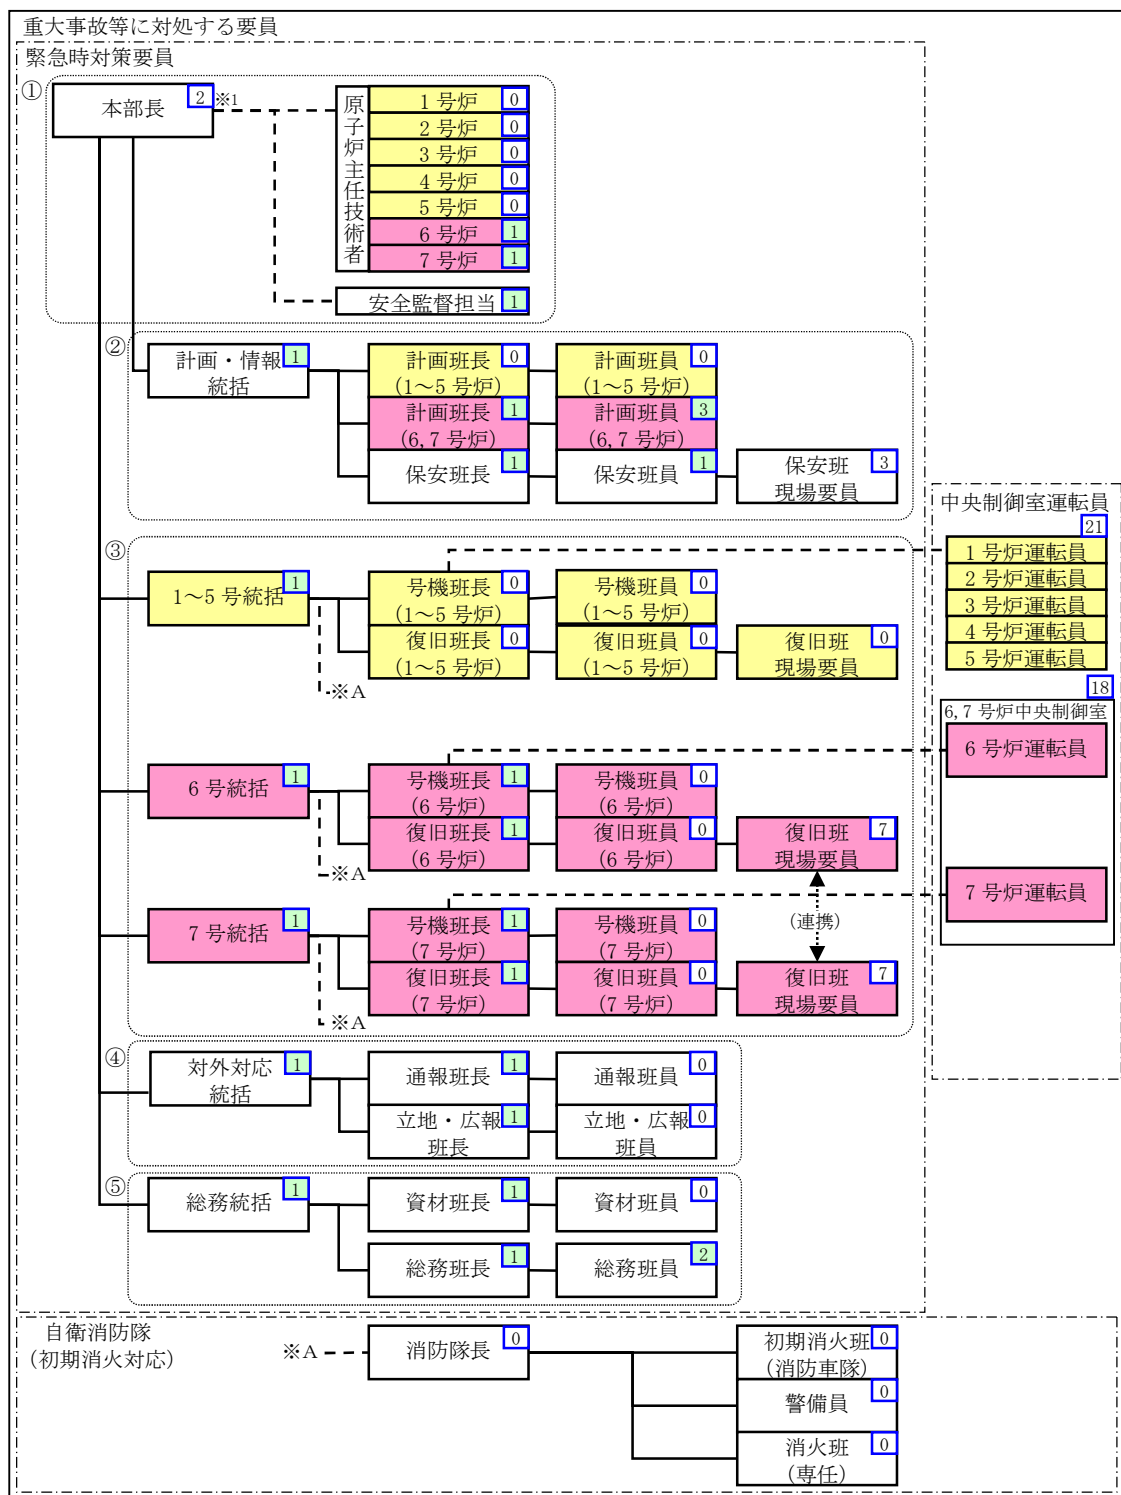 重大事故等に対処する要員
緊急時対策要員
①
本部長
2
※1
原子炉主任技術者
1 号炉
0
2 号炉
0
3 号炉
0
4 号炉
0
5 号炉
0
6 号炉
1
7 号炉
1
安全監督担当
1
②
計画・情報
統括
1
計画班長
(1～5 号炉)
0
計画班員
(1～5 号炉)
0
計画班長
(6,7 号炉)
1
計画班員
(6,7 号炉)
3
保安班長
1
保安班員
1
保安班
現場要員
3
中央制御室運転員
21
1 号炉運転員
2 号炉運転員
3 号炉運転員
4 号炉運転員
5 号炉運転員
③
1～5 号統括
1
号機班長
(1～5 号炉)
0
号機班員
(1～5 号炉)
0
復旧班長
(1～5 号炉)
0
復旧班員
(1～5 号炉)
0
復旧班
現場要員
0
※A
18
6,7 号炉中央制御室
6 号炉運転員
6 号統括
1
号機班長
(6 号炉)
1
号機班員
(6 号炉)
0
復旧班長
(6 号炉)
1
復旧班員
(6 号炉)
0
復旧班
現場要員
7
※A
(連携)
7 号炉運転員
7 号統括
1
号機班長
(7 号炉)
1
号機班員
(7 号炉)
0
復旧班長
(7 号炉)
1
復旧班員
(7 号炉)
0
復旧班
現場要員
7
※A
④
対外対応
統括
1
通報班長
1
通報班員
0
立地・広報
班長
1
立地・広報
班員
0
⑤
総務統括
1
資材班長
1
資材班員
0
総務班長
1
総務班員
2
自衛消防隊
(初期消火対応)
※A
消防隊長
0
初期消火班
(消防車隊)
0
警備員
0
消火班
(専任)
0